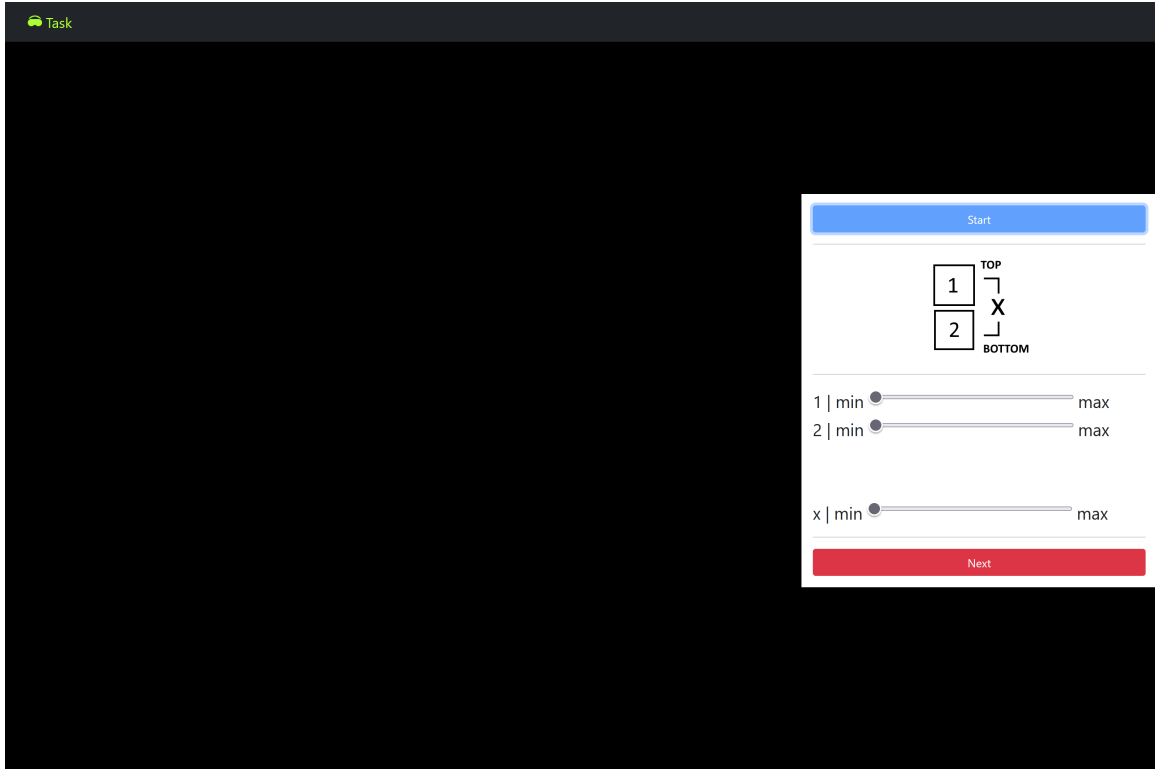 Task
Start
TOP
1
X
2
BOTTOM
1 | min max
2 | min max
x | min max
Next